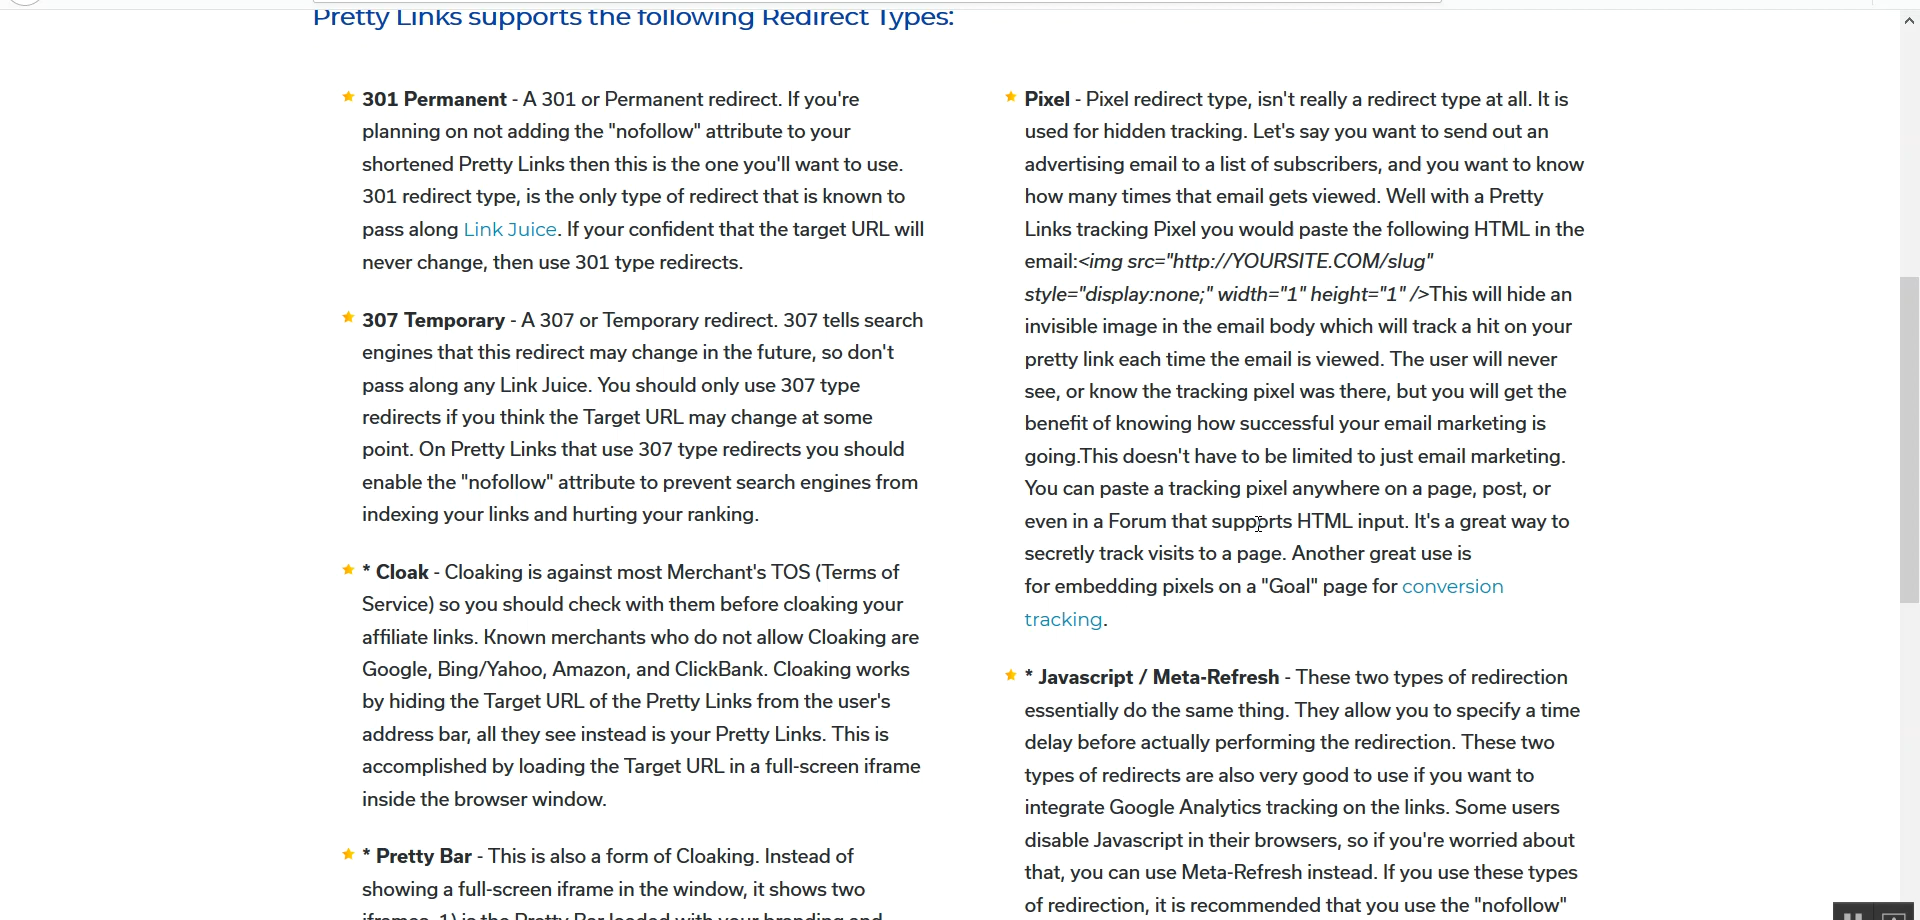 Pretty Links supports the following Redirect Types:
301 Permanent - A 301 or Permanent redirect. If you're
planning on not adding the "nofollow" attribute to your
shortened Pretty Links then this is the one you'll want to use.
301 redirect type, is the only type of redirect that is known to
pass along Link Juice. If your confident that the target URL will
never change, then use 301 type redirects.
307 Temporary - A 307 or Temporary redirect. 307 tells search
engines that this redirect may change in the future, so don't
pass along any Link Juice. You should only use 307 type
redirects if you think the Target URL may change at some
point. On Pretty Links that use 307 type redirects you should
enable the "nofollow" attribute to prevent search engines from
indexing your links and hurting your ranking.
* Cloak - Cloaking is against most Merchant's TOS (Terms of
Service) so you should check with them before cloaking your
affiliate links. Known merchants who do not allow Cloaking are
Google, Bing/Yahoo, Amazon, and ClickBank. Cloaking works
by hiding the Target URL of the Pretty Links from the user's
address bar, all they see instead is your Pretty Links. This is
accomplished by loading the Target URL in a full-screen iframe
inside the browser window.
* Pretty Bar - This is also a form of Cloaking. Instead of
showing a full-screen iframe in the window, it shows two
iframes, 1) is the Pretty Bar loaded with your branding and
Pixel - Pixel redirect type, isn't really a redirect type at all. It is
used for hidden tracking. Let's say you want to send out an
advertising email to a list of subscribers, and you want to know
how many times that email gets viewed. Well with a Pretty
Links tracking Pixel you would paste the following HTML in the
email:<img src="http://YOURSITE.COM/slug"
style="display:none;" width="1" height="1" />This will hide an
invisible image in the email body which will track a hit on your
pretty link each time the email is viewed. The user will never
see, or know the tracking pixel was there, but you will get the
benefit of knowing how successful your email marketing is
going.This doesn't have to be limited to just email marketing.
You can paste a tracking pixel anywhere on a page, post, or
even in a Forum that supports HTML input. It's a great way to
secretly track visits to a page. Another great use is
for embedding pixels on a "Goal" page for conversion
tracking.
* Javascript / Meta-Refresh - These two types of redirection
essentially do the same thing. They allow you to specify a time
delay before actually performing the redirection. These two
types of redirects are also very good to use if you want to
integrate Google Analytics tracking on the links. Some users
disable Javascript in their browsers, so if you're worried about
that, you can use Meta-Refresh instead. If you use these types
of redirection, it is recommended that you use the "nofollow"